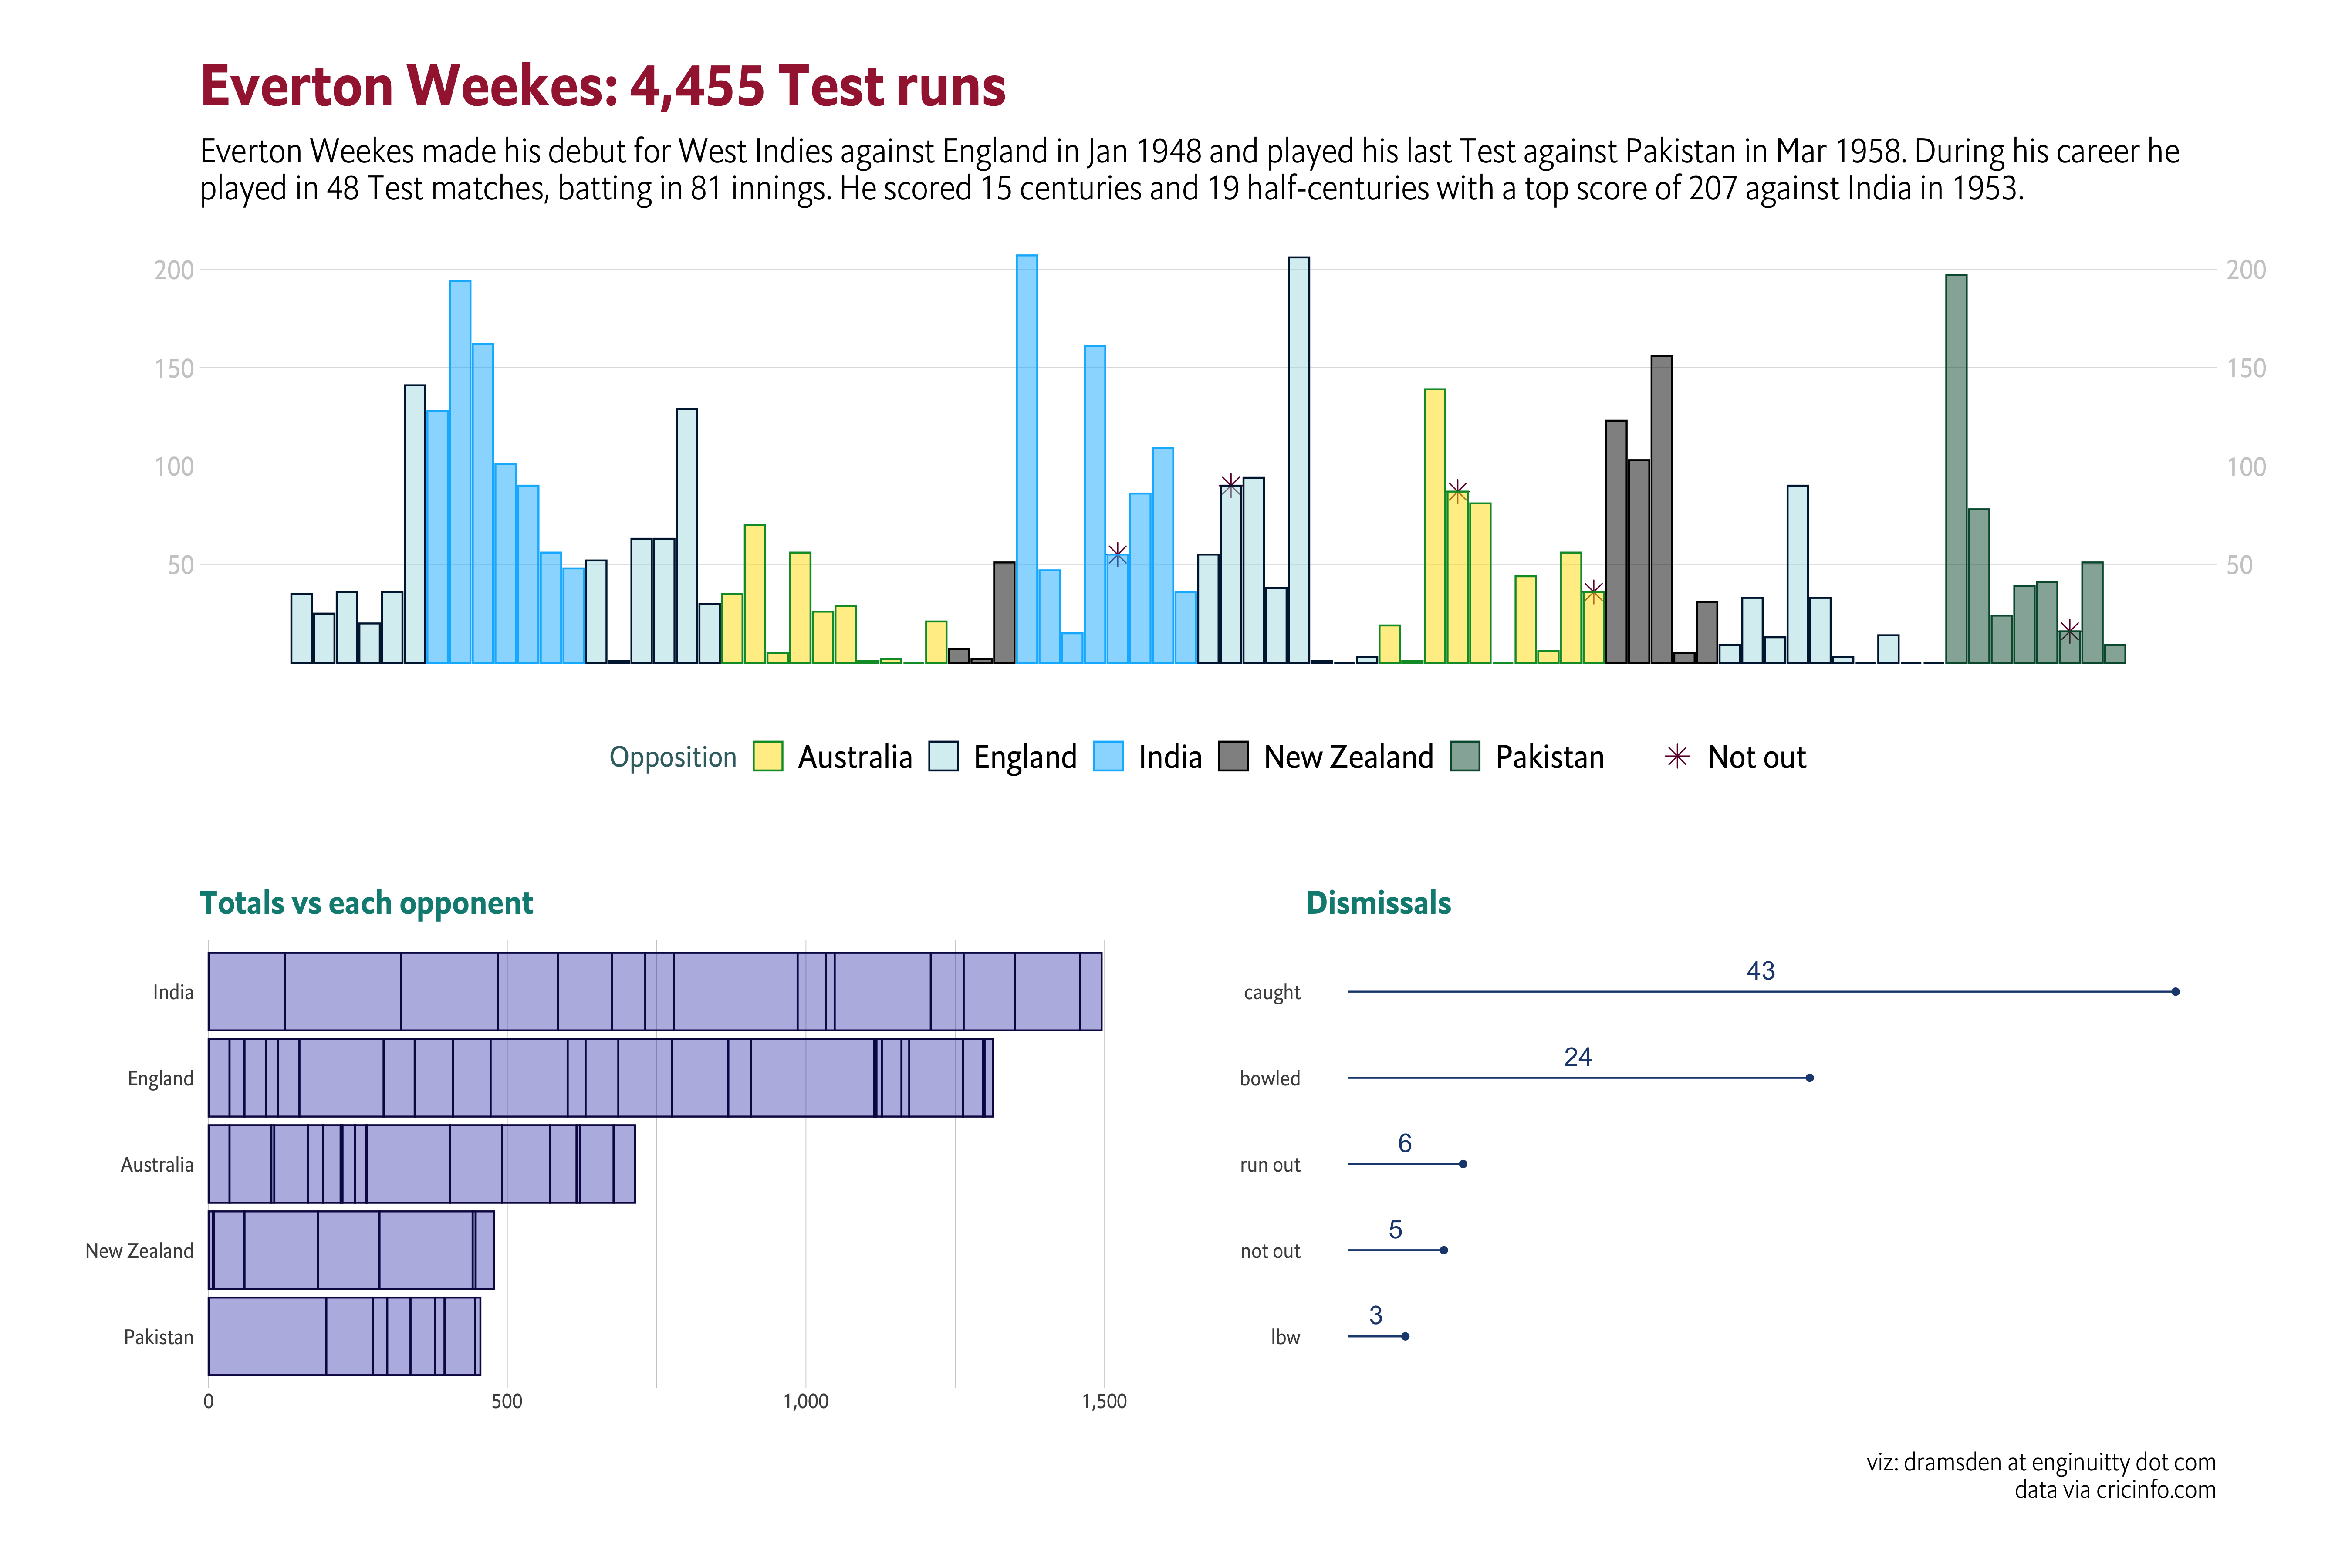 Everton Weekes: 4,455 Test runs
Everton Weekes made his debut for West Indies against England in Jan 1948 and played his last Test against Pakistan in Mar 1958. During his career he
played in 48 Test matches, batting in 81 innings. He scored 15 centuries and 19 half-centuries with a top score of 207 against India in 1953.
200 200
150 150
100 100
50 50
Opposition Australia England India New Zealand Pakistan Not out
Totals vs each opponent
India
England
Australia
New Zealand
Pakistan
0 500 1,000 1,500
Dismissals
caught 43
bowled 24
run out 6
not out 5
lbw 3
viz: dramsden at enginuitty dot com
data via cricinfo.com